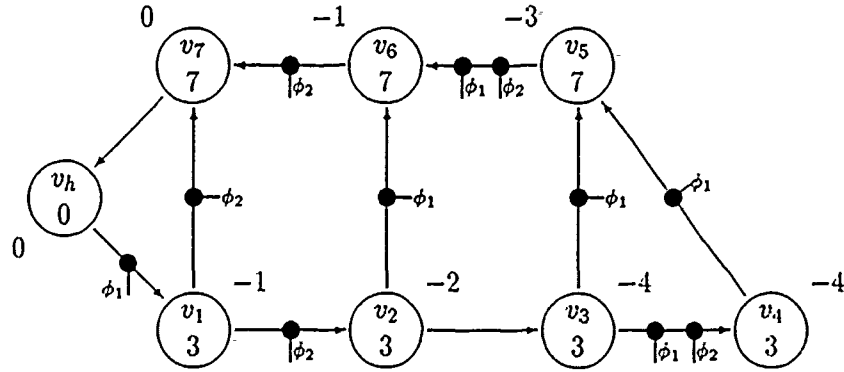 0 −1 −3
v₇ v₆ v₅
7 7 7
ϕ₂ ϕ₁ ϕ₂
ϕ₁
v_h
0
ϕ₂ ϕ₁ ϕ₁
0
ϕ₁
−1 −2 −4 −4
v₁ v₂ v₃ v₄
3 3 3 3
ϕ₂ ϕ₁ ϕ₂